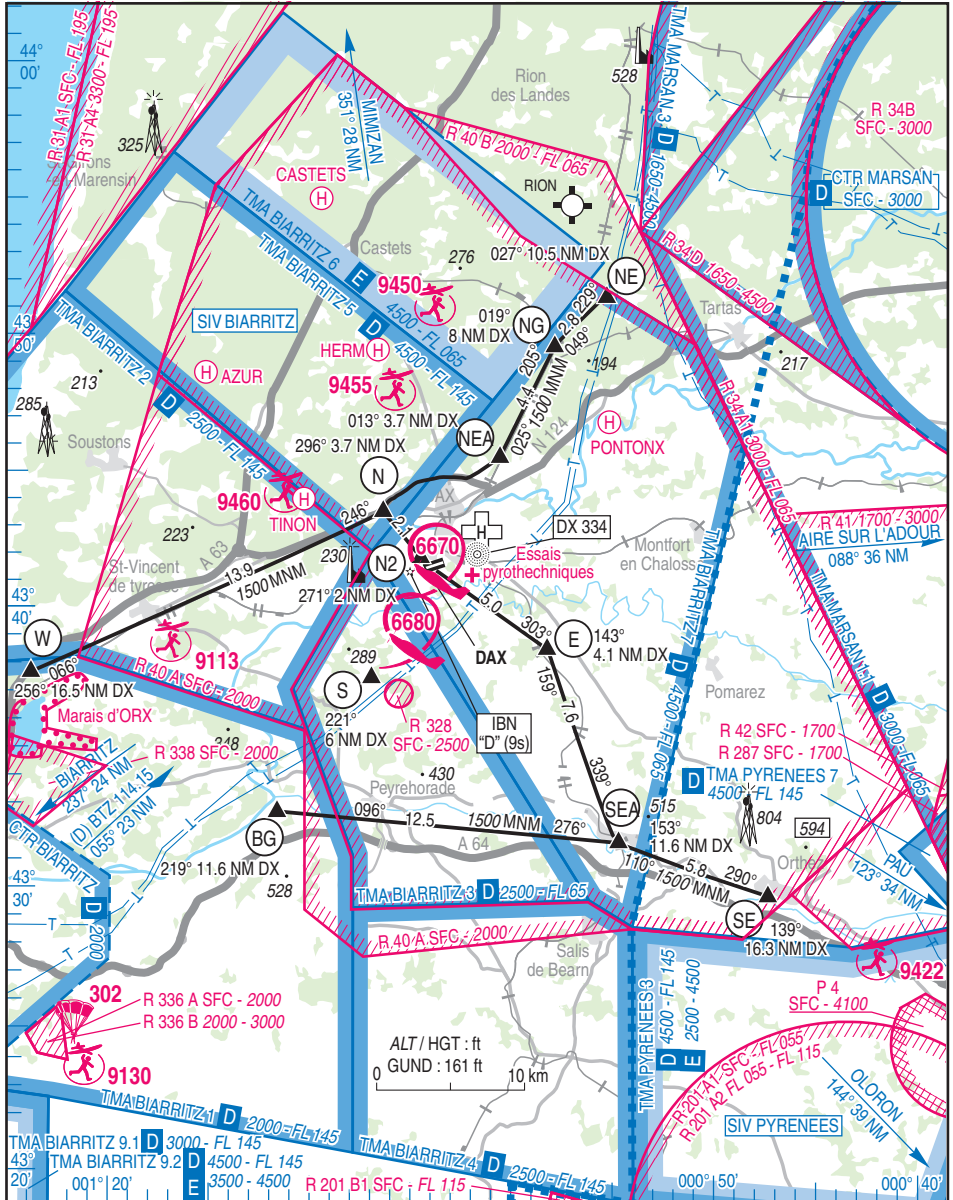 44°
00'
R 31 A1 SFC - FL 195
R 31 A4-3300 - FL 195
325
en Marensin
MIMIZAN
351° 28 NM
CASTETS
H
Castets
276
Rion
des Landes
528
TMA MARSAN 3 D 1650-4500
R 40 B 2000 - FL 065
RION
R 34B
SFC - 3000
CTR MARSAN
D SFC - 3000
027° 10.5 NM DX
NE
R 34D 1650-4500
Tartas
217
TMA BIARRITZ 6 E 4500 - FL 065
TMA BIARRITZ 5 D 4500 - FL 145
9450
019°
8 NM DX
NG
2.8 229°
049°
194
205°
4.4
025° 1500 MNM
43
50'
TMA BIARRITZ 2 D 2500 - FL 145
SIV BIARRITZ
HERM H
H AZUR
9455
213
285
Soustons
013° 3.7 NM DX
NEA
296° 3.7 NM DX
N
N 124
H
PONTONX
R 34 A1 3000 - FL 065
9460
H
TINON
246°
2.1
AX
223
A 63
230
N2
271° 2 NM DX
6670
H
DX 334
Essais
pyrothechniques
Montfort
en Chaloss
R 41 1700 - 3000
AIRE SUR L'ADOUR
088° 36 NM
St-Vincent
de tyrosse
13.9
1500 MNM
43
40'
W
066°
256° 16.5 NM DX
9113
R 40 A SFC - 2000
6680
DAX
5.0
303°
E
143°
4.1 NM DX
159°
7.6
339°
289
S
221°
6 NM DX
R 328
SFC - 2500
IBN
"D" (9s)
Pomarez
TMA BIARRITZ 7 D 4500 - FL 065
TMA MARSAN 1.1 D 3000 - FL 065
Marais d'ORX
R 338 SFC - 2000
BIARRITZ
237° 24 NM
(D) BTZ 114.15
055° 23 NM
430
Peyrehorade
R 42 SFC - 1700
R 287 SFC - 1700
D TMA PYRENEES 7
4500 - FL 145
096°
12.5
1500 MNM
276°
SEA
515
153°
11.6 NM DX
804
594
BG
219° 11.6 NM DX
528
A 64
110°
5.8
1500 MNM
290°
Orthez
PAU
123° 34 NM
CTR BIARRITZ D 2000
43
30'
TMA BIARRITZ 3 D 2500 - FL 65
SE
139°
16.3 NM DX
R 40 A SFC - 2000
Salis
de Bearn
9422
302
R 336 A SFC - 2000
R 336 B 2000 - 3000
9130
P 4
SFC - 4100
TMA PYRENEES 3
D 4500 - FL 145
E 2500 - 4500
ALT / HGT : ft
GUND : 161 ft
0
10 km
R 201 A1 - SFC - FL 055
R 201 A2 FL 055 - FL 115
OLORON
144° 39 NM
SIV PYRENEES
TMA BIARRITZ 1 D 2000 - FL 145
TMA BIARRITZ 9.1 D 3000 - FL 145
TMA BIARRITZ 9.2 D 4500 - FL 145
E 3500 - 4500
TMA BIARRITZ 4 D 2500 - FL 145
R 201 B1 SFC - FL 115
43
20'
001° 20'
000° 50'
000° 40'